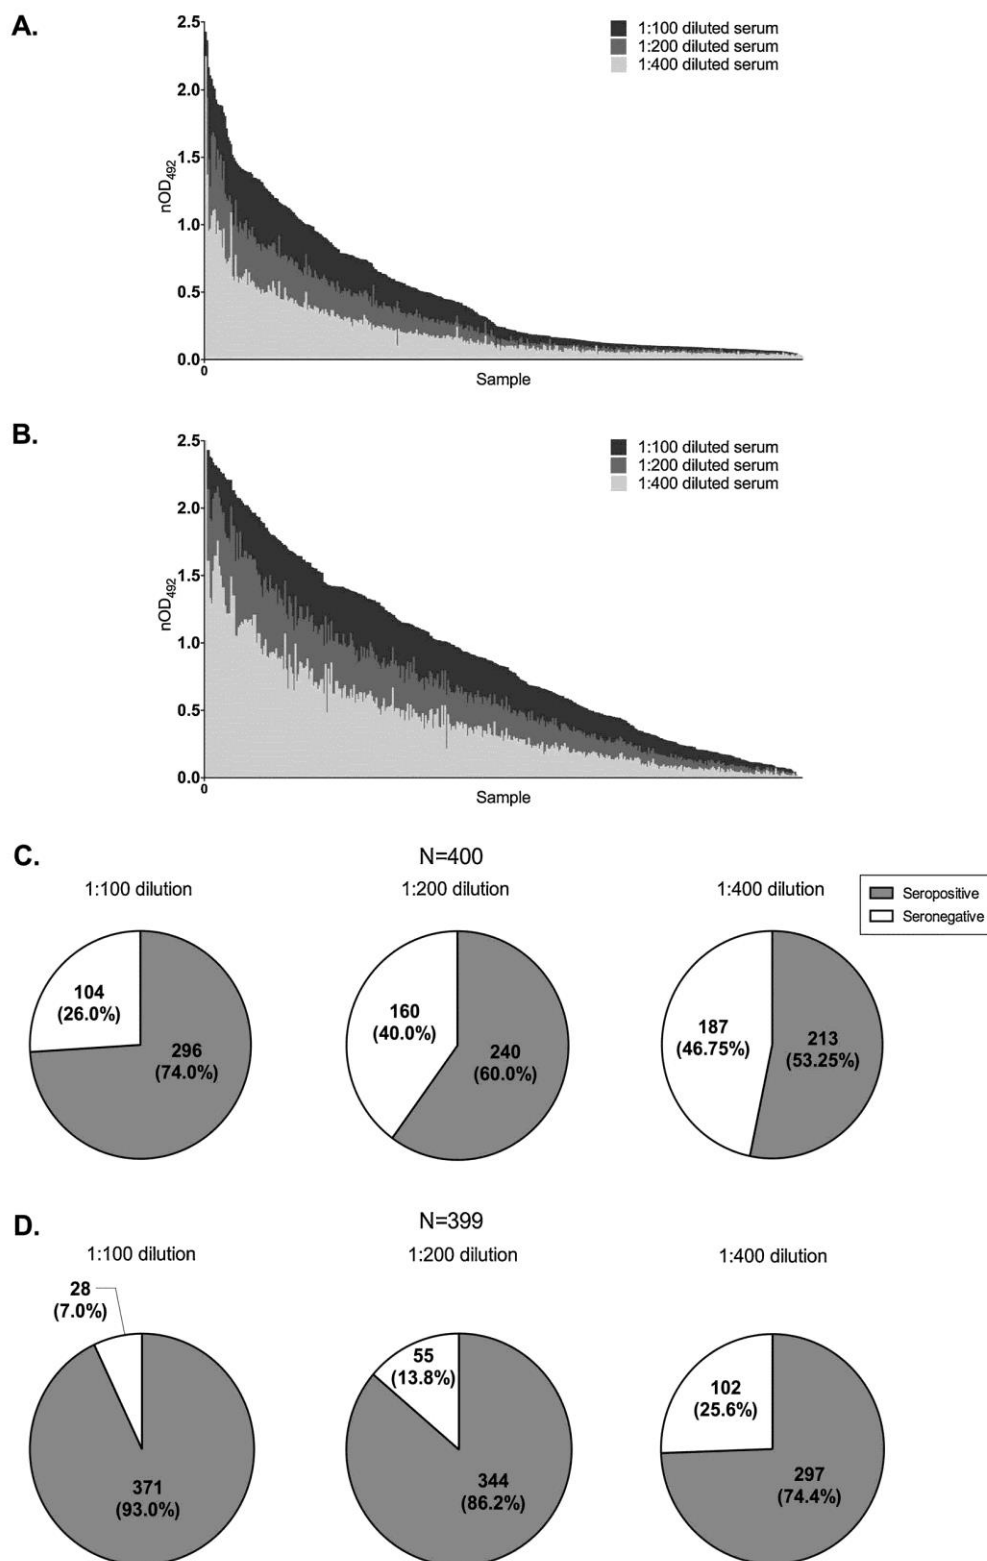 A.
2.5
2.0
1.5
1.0
0.5
0.0
nOD492
0
Sample
1:100 diluted serum
1:200 diluted serum
1:400 diluted serum
B.
2.5
2.0
1.5
1.0
0.5
0.0
nOD492
0
Sample
1:100 diluted serum
1:200 diluted serum
1:400 diluted serum
C.
N=400
1:100 dilution
1:200 dilution
1:400 dilution
Seropositive
Seronegative
104
(26.0%)
296
(74.0%)
160
(40.0%)
240
(60.0%)
187
(46.75%)
213
(53.25%)
D.
N=399
1:100 dilution
1:200 dilution
1:400 dilution
28
(7.0%)
371
(93.0%)
55
(13.8%)
344
(86.2%)
102
(25.6%)
297
(74.4%)